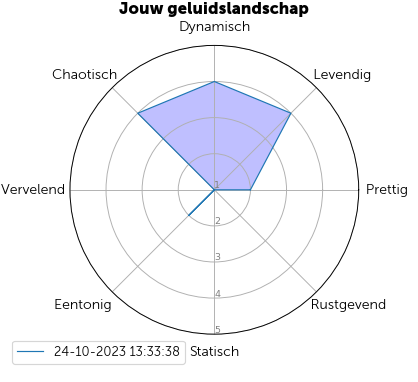 Jouw geluidslandschap
Dynamisch
Chaotisch
Levendig
Vervelend
1
Prettig
2
3
Eentonig
4
Rustgevend
5
24-10-2023 13:33:38
Statisch